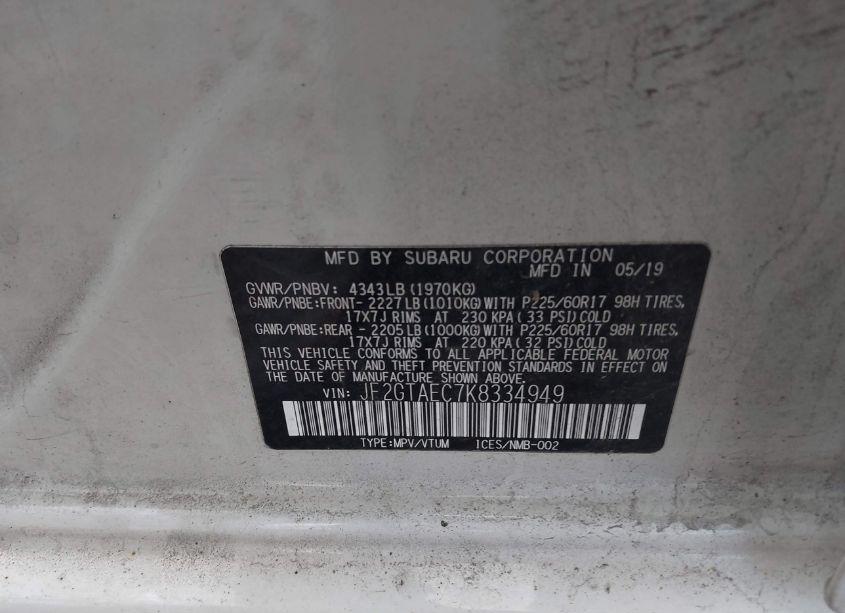 MFD BY SUBARU CORPORATION
MFD IN 05/19
GVWR/PNBV: 4343LB (1970KG)
GAWR/PNBE:FRONT- 2227LB (1010KG) WITH P225/60R17 98H TIRES,
17X7J RIMS AT 230 KPA (33 PSI) COLD
GAWR/PNBE:REAR - 2205LB (1000KG) WITH P225/60R17 98H TIRES,
17X7J RIMS AT 220 KPA (32 PSI) COLD
THIS VEHICLE CONFORMS TO ALL APPLICABLE FEDERAL MOTOR
VEHICLE SAFETY AND THEFT PREVENTION STANDARDS IN EFFECT ON
THE DATE OF MANUFACTURE SHOWN ABOVE.
VIN: JF2GTAEC7K8334949
TYPE:MPV/VTUM 1CES/NMB-002